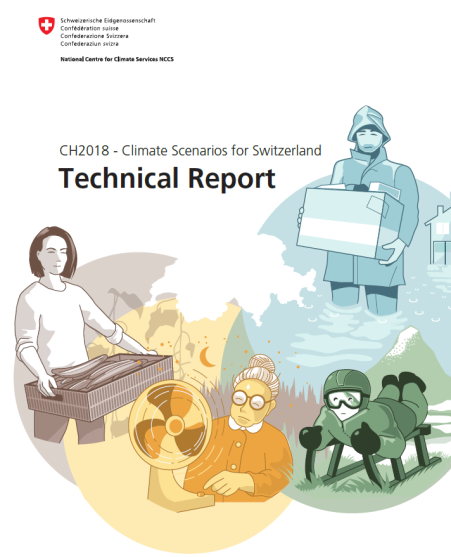 Schweizerische Eidgenossenschaft
Confédération suisse
Confederazione Svizzera
Confederaziun svizra
National Centre for Climate Services NCCS
CH2018 - Climate Scenarios for Switzerland
Technical Report